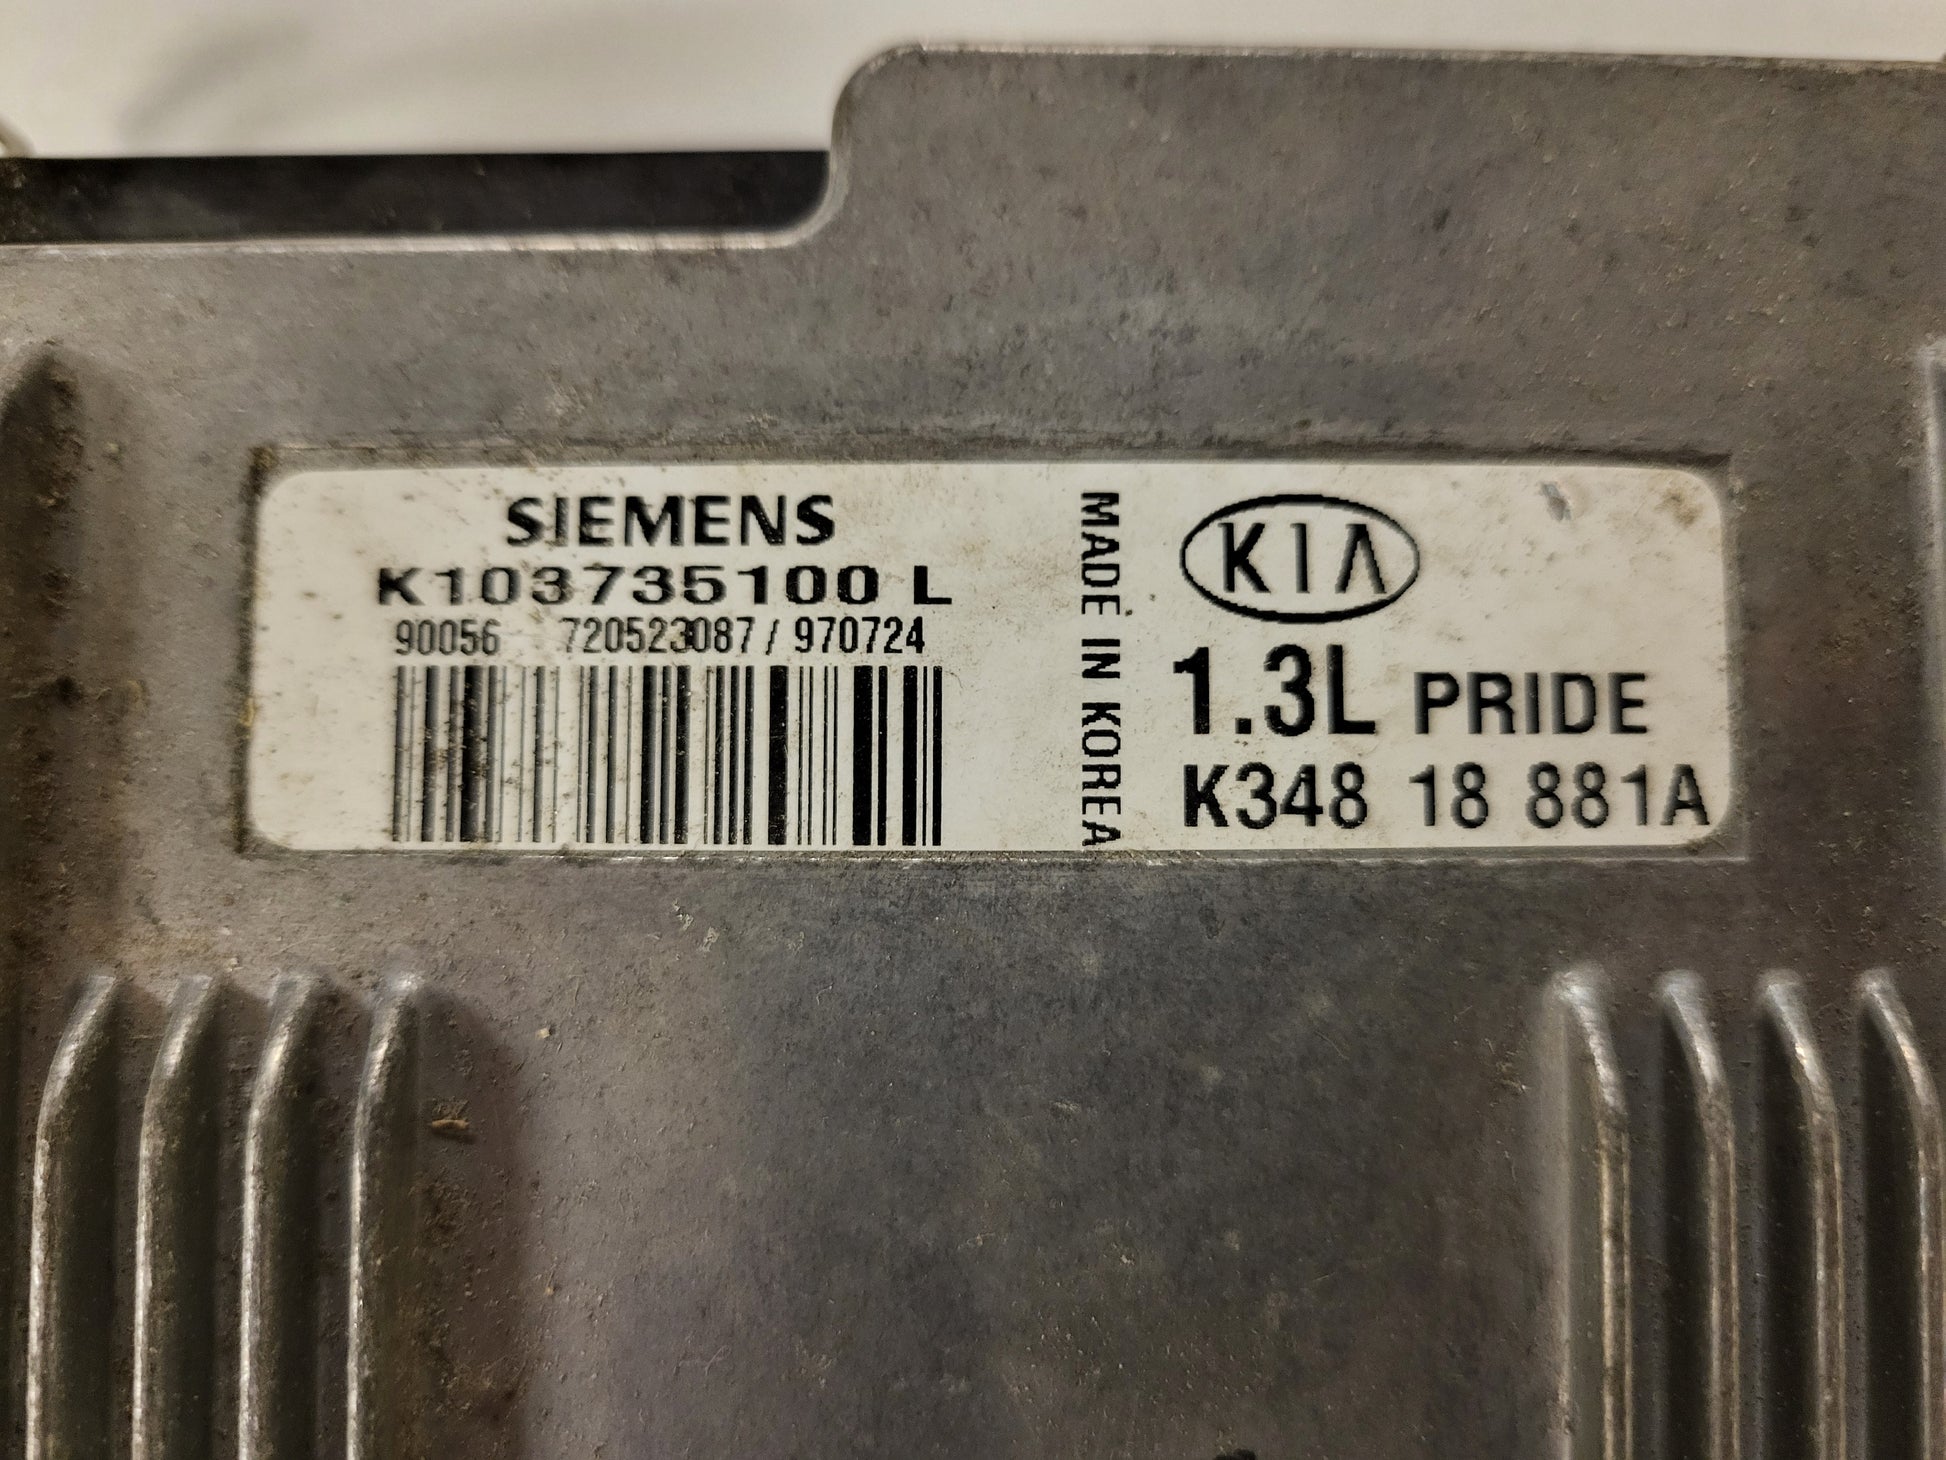 SIEMENS
K103735100 L
90056 720523087 / 970724
MADE IN KOREA
KIA
1.3L PRIDE
K348 18 881A